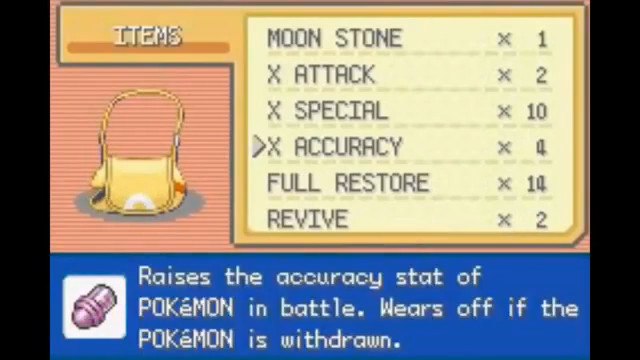 ITEMS
MOON STONE × 1
X ATTACK × 2
X SPECIAL × 10
X ACCURACY × 4
FULL RESTORE × 14
REVIVE × 2
Raises the accuracy stat of
POKéMON in battle. Wears off if the
POKéMON is withdrawn.